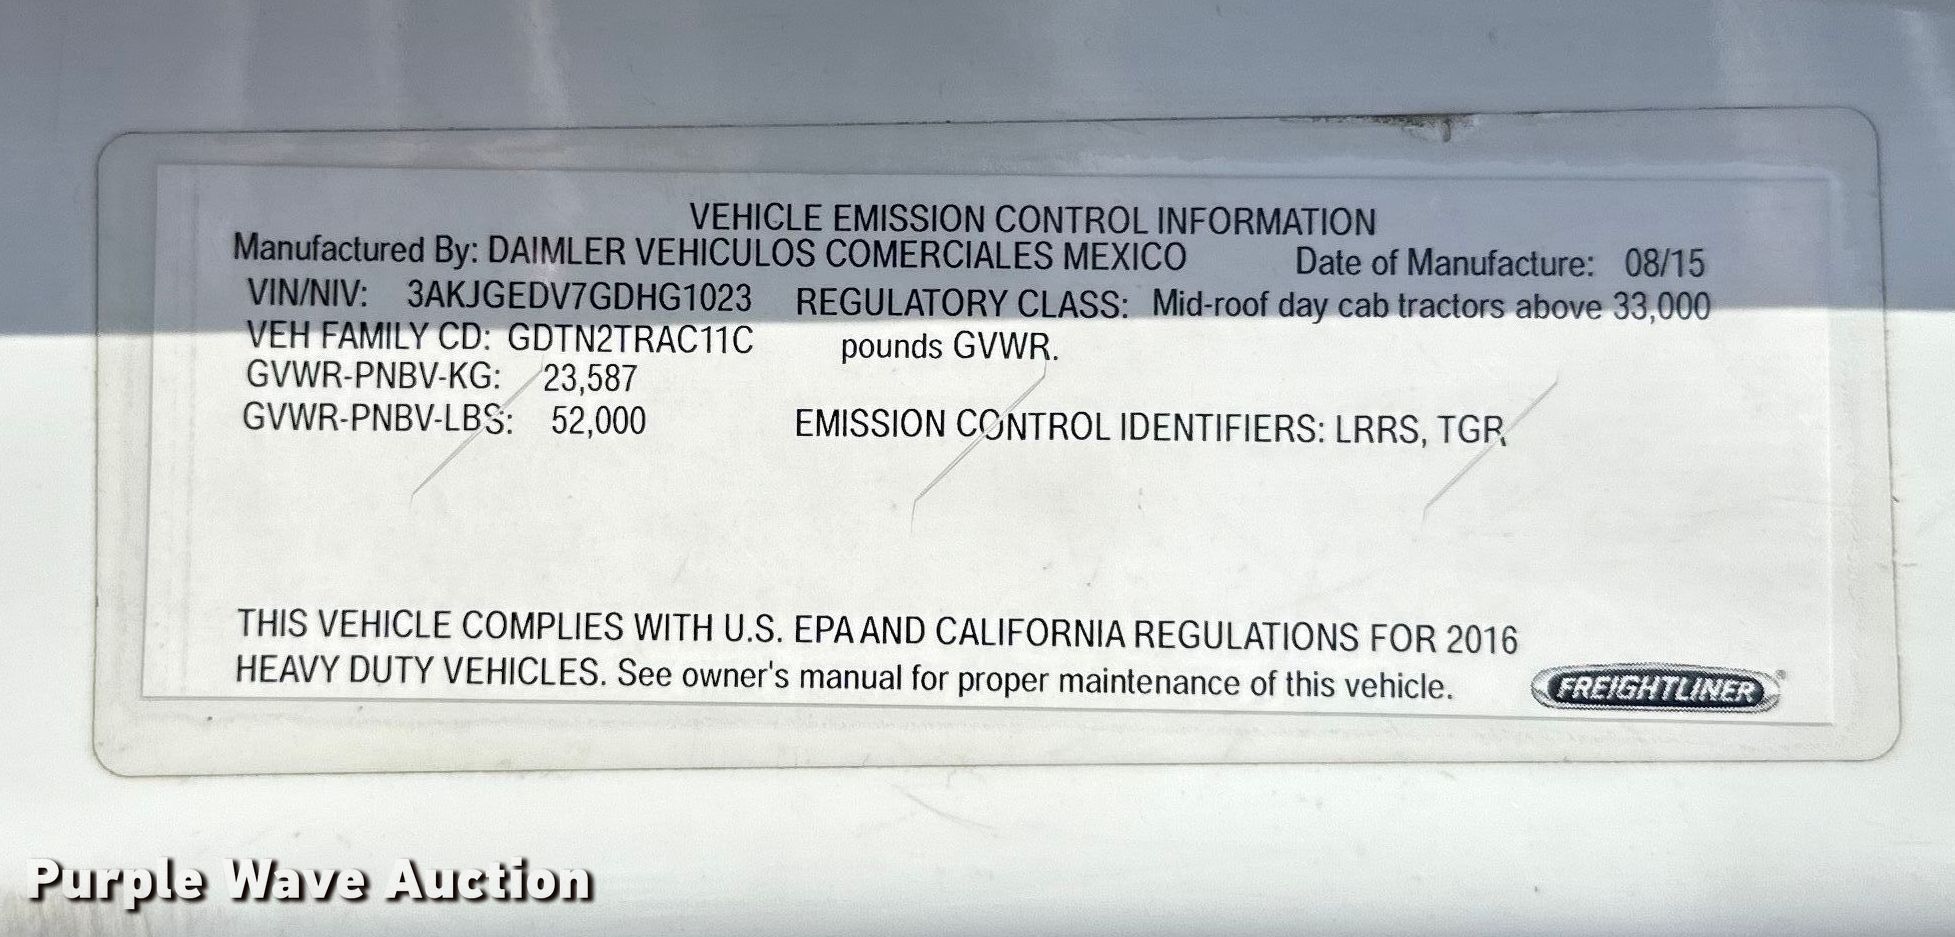 VEHICLE EMISSION CONTROL INFORMATION
Manufactured By: DAIMLER VEHICULOS COMERCIALES MEXICO Date of Manufacture: 08/15
VIN/NIV: 3AKJGEDV7GDHG1023 REGULATORY CLASS: Mid-roof day cab tractors above 33,000
VEH FAMILY CD: GDTN2TRAC11C pounds GVWR.
GVWR-PNBV-KG: 23,587
GVWR-PNBV-LBS: 52,000 EMISSION CONTROL IDENTIFIERS: LRRS, TGR
THIS VEHICLE COMPLIES WITH U.S. EPA AND CALIFORNIA REGULATIONS FOR 2016
HEAVY DUTY VEHICLES. See owner's manual for proper maintenance of this vehicle.
FREIGHTLINER®
Purple Wave Auction